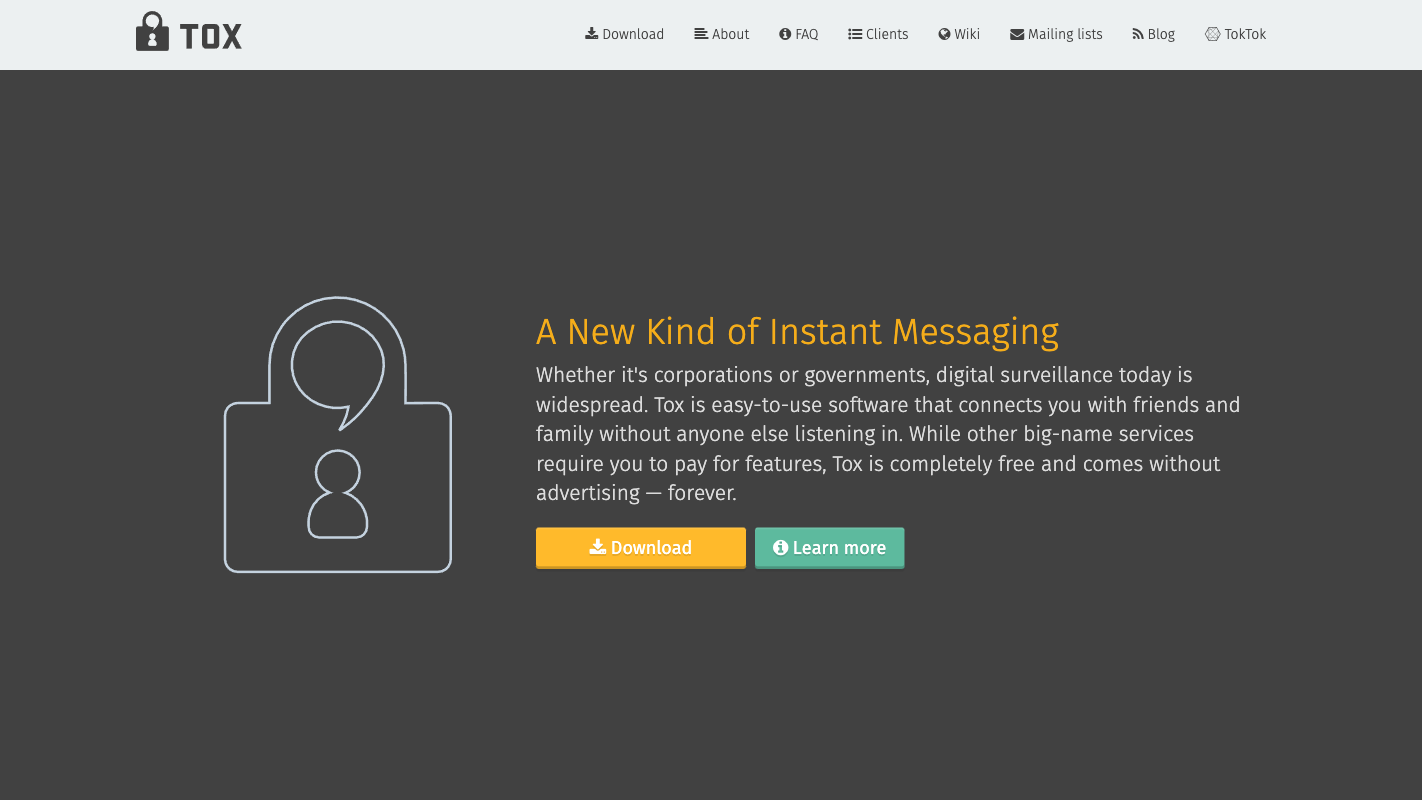 TOX
Download
About
FAQ
Clients
Wiki
Mailing lists
Blog
TokTok
A New Kind of Instant Messaging
Whether it's corporations or governments, digital surveillance today is
widespread. Tox is easy-to-use software that connects you with friends and
family without anyone else listening in. While other big-name services
require you to pay for features, Tox is completely free and comes without
advertising — forever.
Download
Learn more